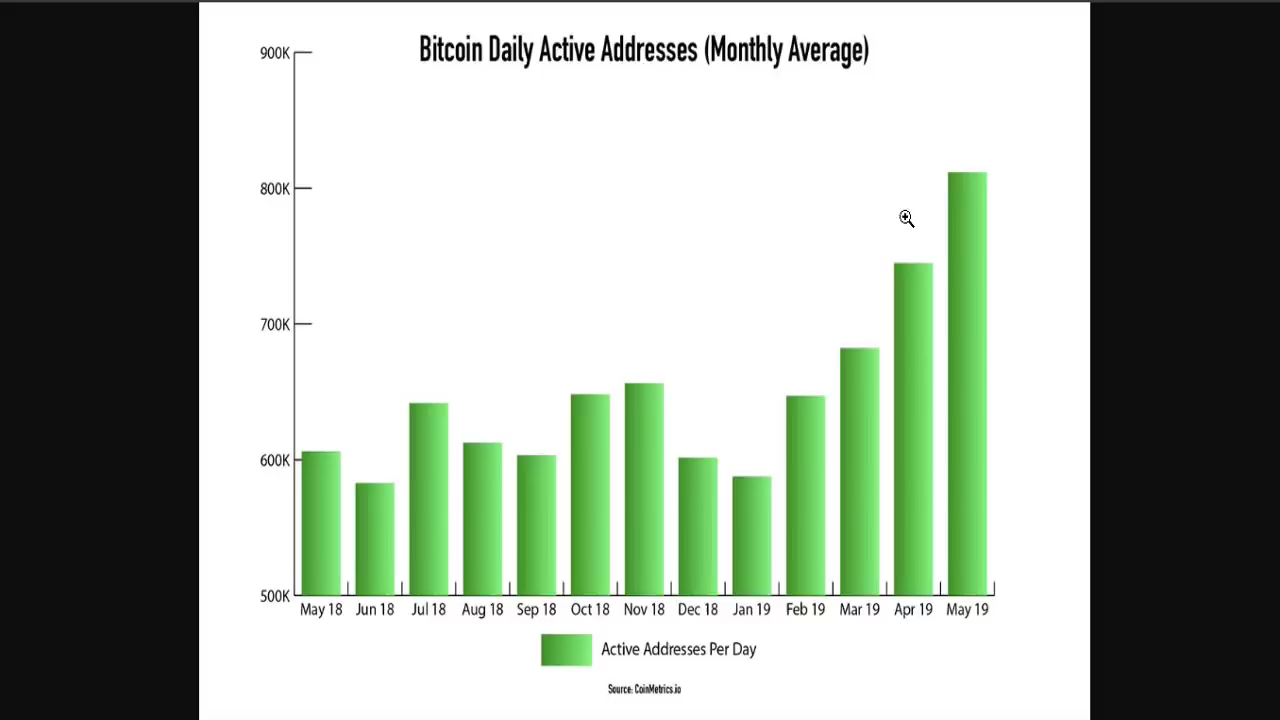 Bitcoin Daily Active Addresses (Monthly Average)
900K
800K
700K
600K
500K
May 18 Jun 18 Jul 18 Aug 18 Sep 18 Oct 18 Nov 18 Dec 18 Jan 19 Feb 19 Mar 19 Apr 19 May 19
Active Addresses Per Day
Source: CoinMetrics.io